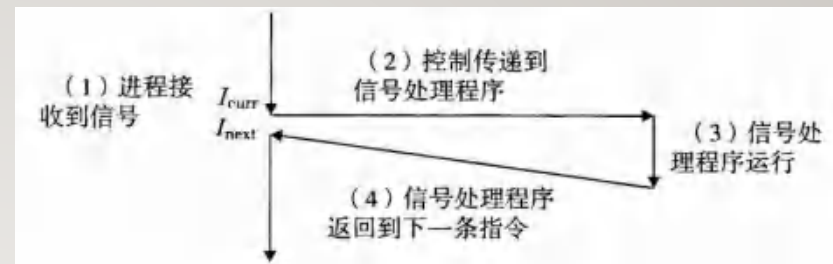 （1）进程接
收到信号
I_curr
I_next
（2）控制传递到
信号处理程序
（3）信号处
理程序运行
（4）信号处理程序
返回到下一条指令